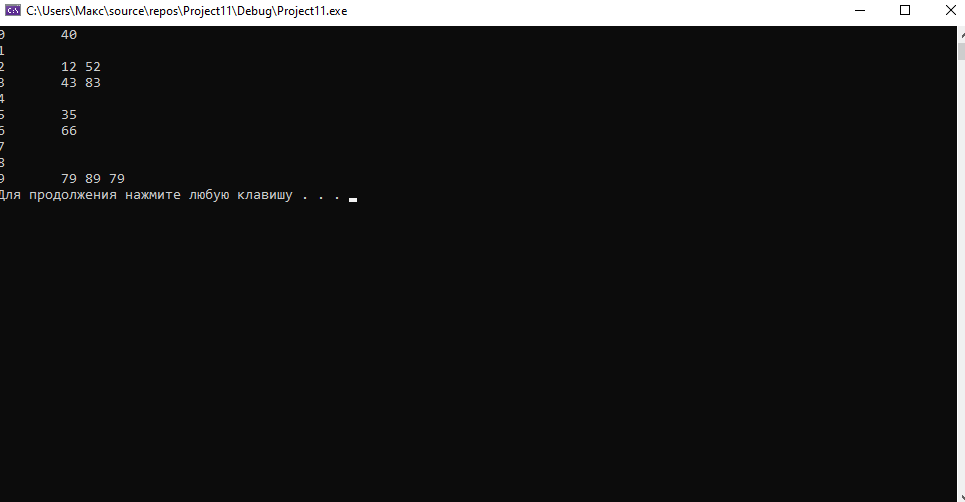 C:\Users\Макс\source\repos\Project11\Debug\Project11.exe
0 40
1
2 12 52
3 43 83
4
5 35
6 66
7
8
9 79 89 79
Для продолжения нажмите любую клавишу . . .